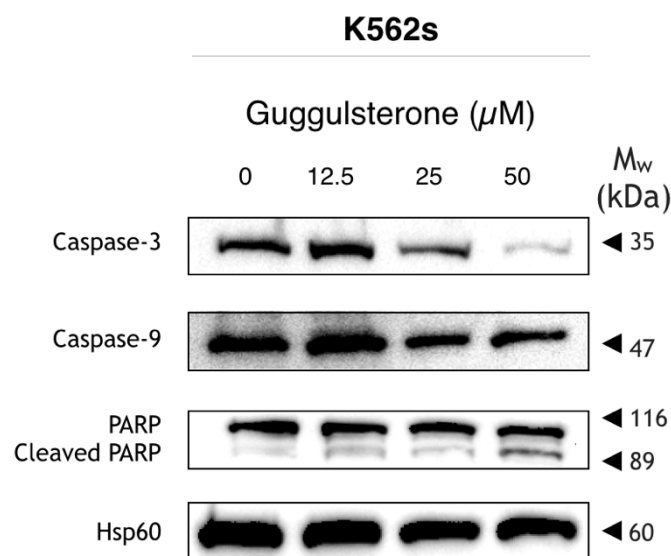 K562s
Guggulsterone (µM)
0 12.5 25 50
Mw
(kDa)
Caspase-3 ◄ 35
Caspase-9 ◄ 47
PARP ◄ 116
Cleaved PARP ◄ 89
Hsp60 ◄ 60